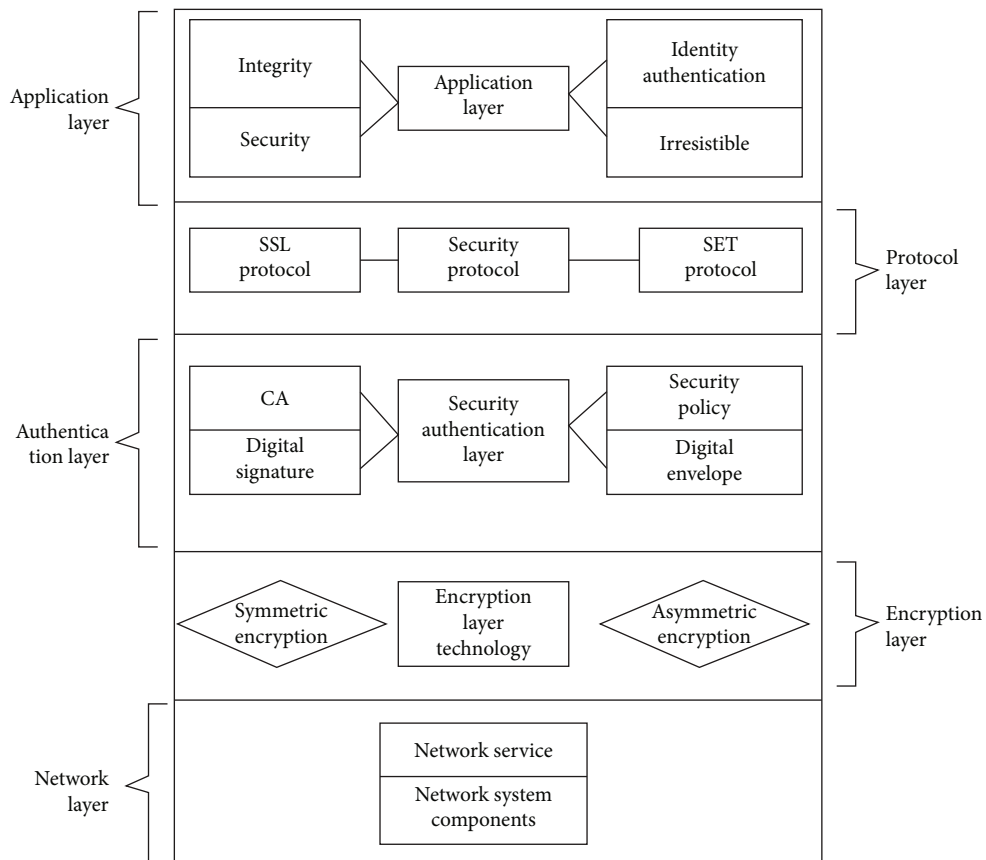 Application
layer
Integrity
Security
Application
layer
Identity
authentication
Irresistible
SSL
protocol
Security
protocol
SET
protocol
Protocol
layer
Authentica
tion layer
CA
Digital
signature
Security
authentication
layer
Security
policy
Digital
envelope
Symmetric
encryption
Encryption
layer
technology
Asymmetric
encryption
Encryption
layer
Network
layer
Network service
Network system
components